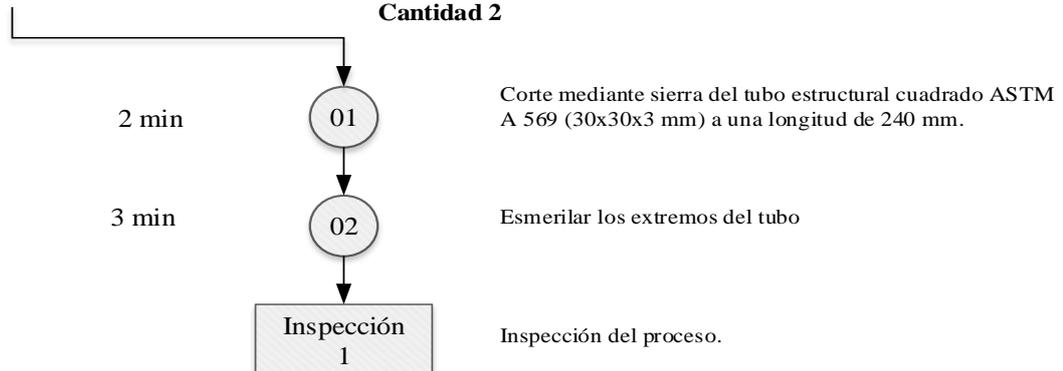 Cantidad 2
2 min
01
Corte mediante sierra del tubo estructural cuadrado ASTM
A 569 (30x30x3 mm) a una longitud de 240 mm.
3 min
02
Esmerilar los extremos del tubo
Inspección
1
Inspección del proceso.